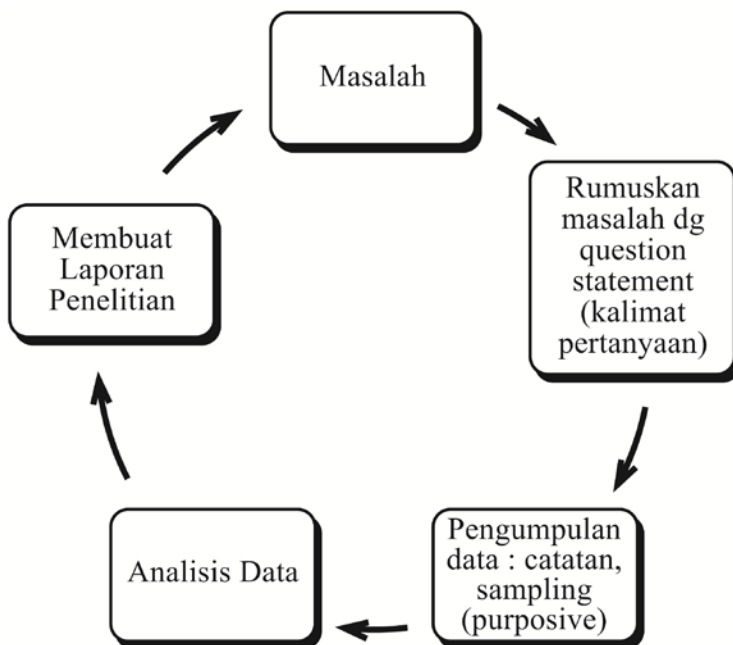 Masalah
Rumuskan
masalah dg
question
statement
(kalimat
pertanyaan)
Pengumpulan
data : catatan,
sampling
(purposive)
Analisis Data
Membuat
Laporan
Penelitian